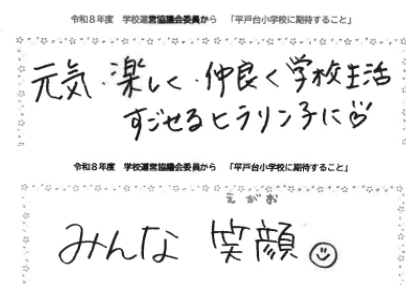 令和8年度 学校運営協議会委員から 「平戸台小学校に期待すること」
元気・楽しく・仲良く学校生活
すごせるヒラリン子に
令和8年度 学校運営協議会委員から 「平戸台小学校に期待すること」
えがお
みんな 笑顔